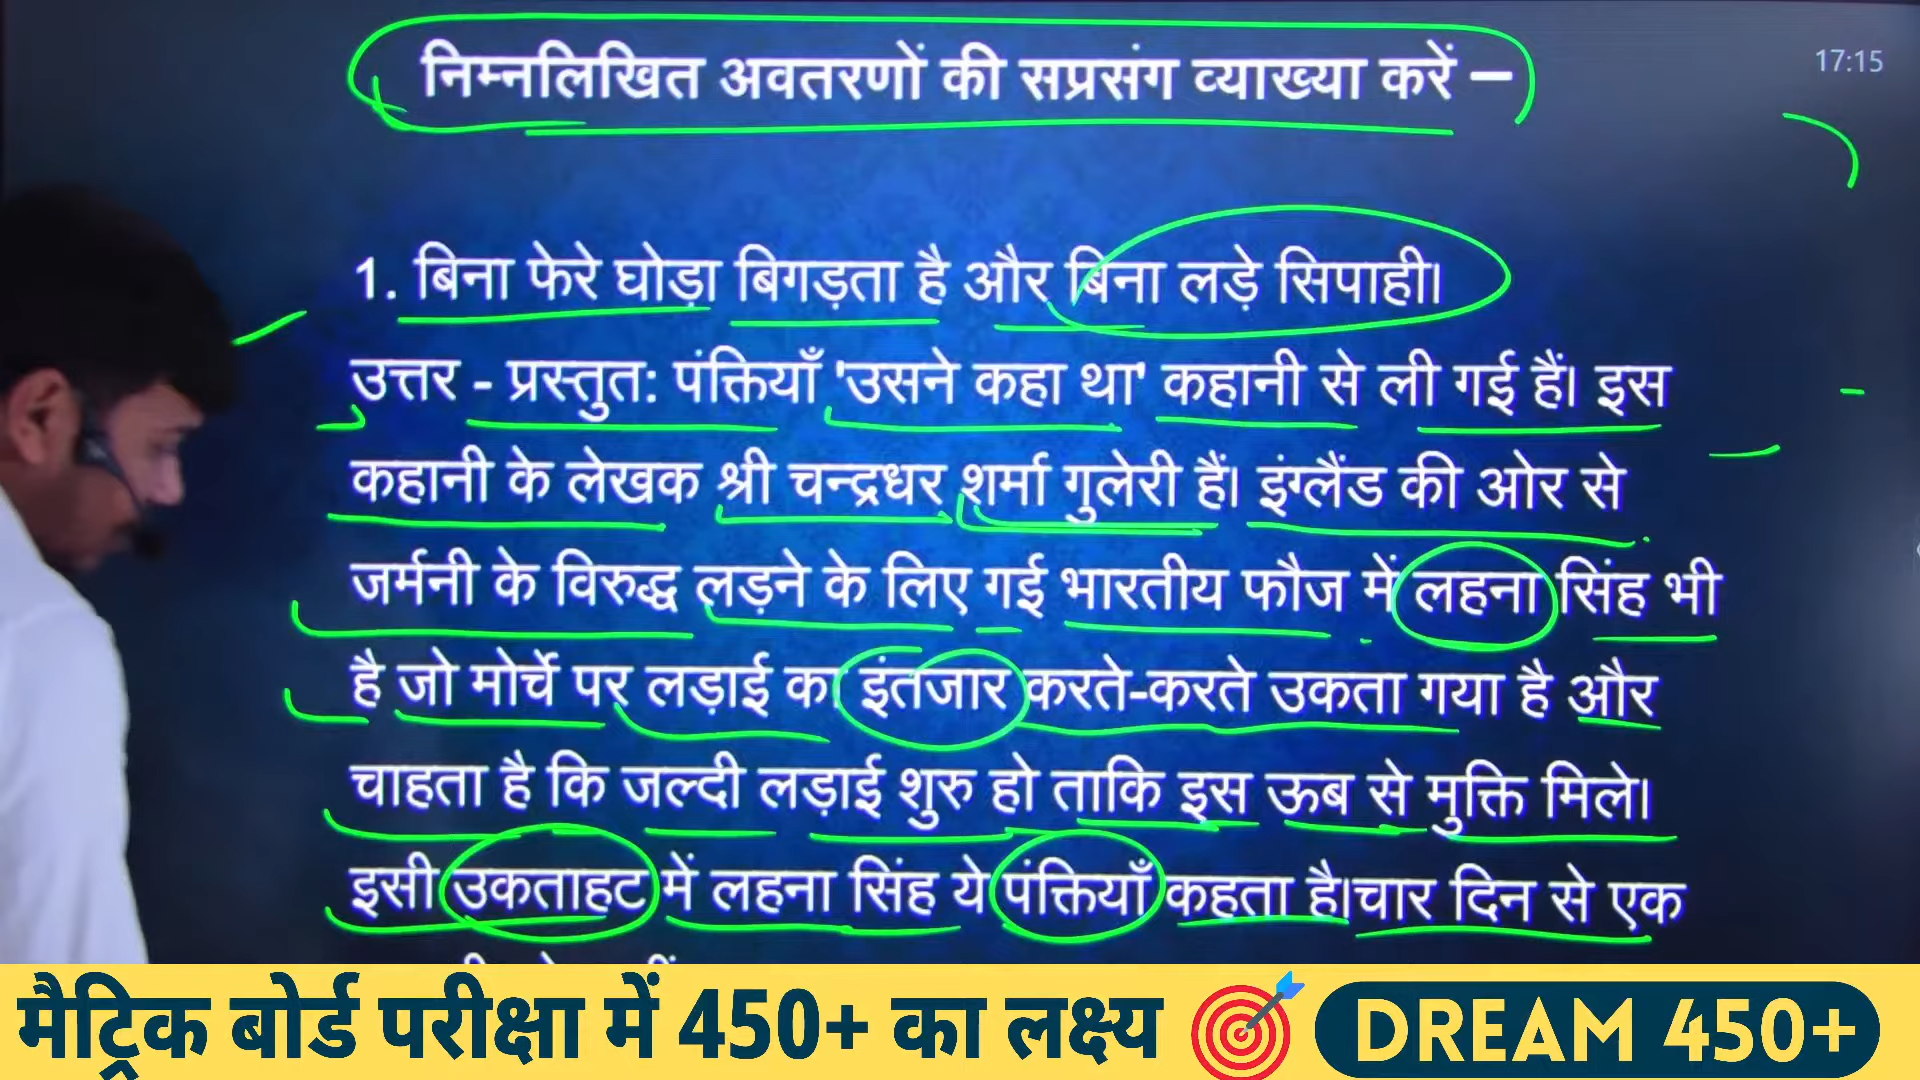 निम्नलिखित अवतरणों की सप्रसंग व्याख्या करें –
17:15
1. बिना फेरे घोड़ा बिगड़ता है और बिना लड़े सिपाही।
उत्तर - प्रस्तुत: पंक्तियाँ 'उसने कहा था' कहानी से ली गई हैं। इस
कहानी के लेखक श्री चन्द्रधर शर्मा गुलेरी हैं। इंग्लैंड की ओर से
जर्मनी के विरुद्ध लड़ने के लिए गई भारतीय फौज में लहना सिंह भी
है जो मोर्चे पर लड़ाई का इंतजार करते-करते उकता गया है और
चाहता है कि जल्दी लड़ाई शुरु हो ताकि इस ऊब से मुक्ति मिले।
इसी उकताहट में लहना सिंह ये पंक्तियाँ कहता है।चार दिन से एक
मैट्रिक बोर्ड परीक्षा में 450+ का लक्ष्य DREAM 450+